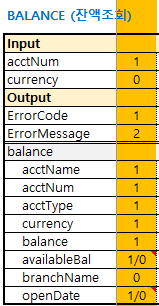 BALANCE (잔액조회)
Input
acctNum 1
currency 0
Output
ErrorCode 1
ErrorMessage 2
balance
acctName 1
acctNum 1
acctType 1
currency 1
balance 1
availableBal 1/0
branchName 0
openDate 1/0